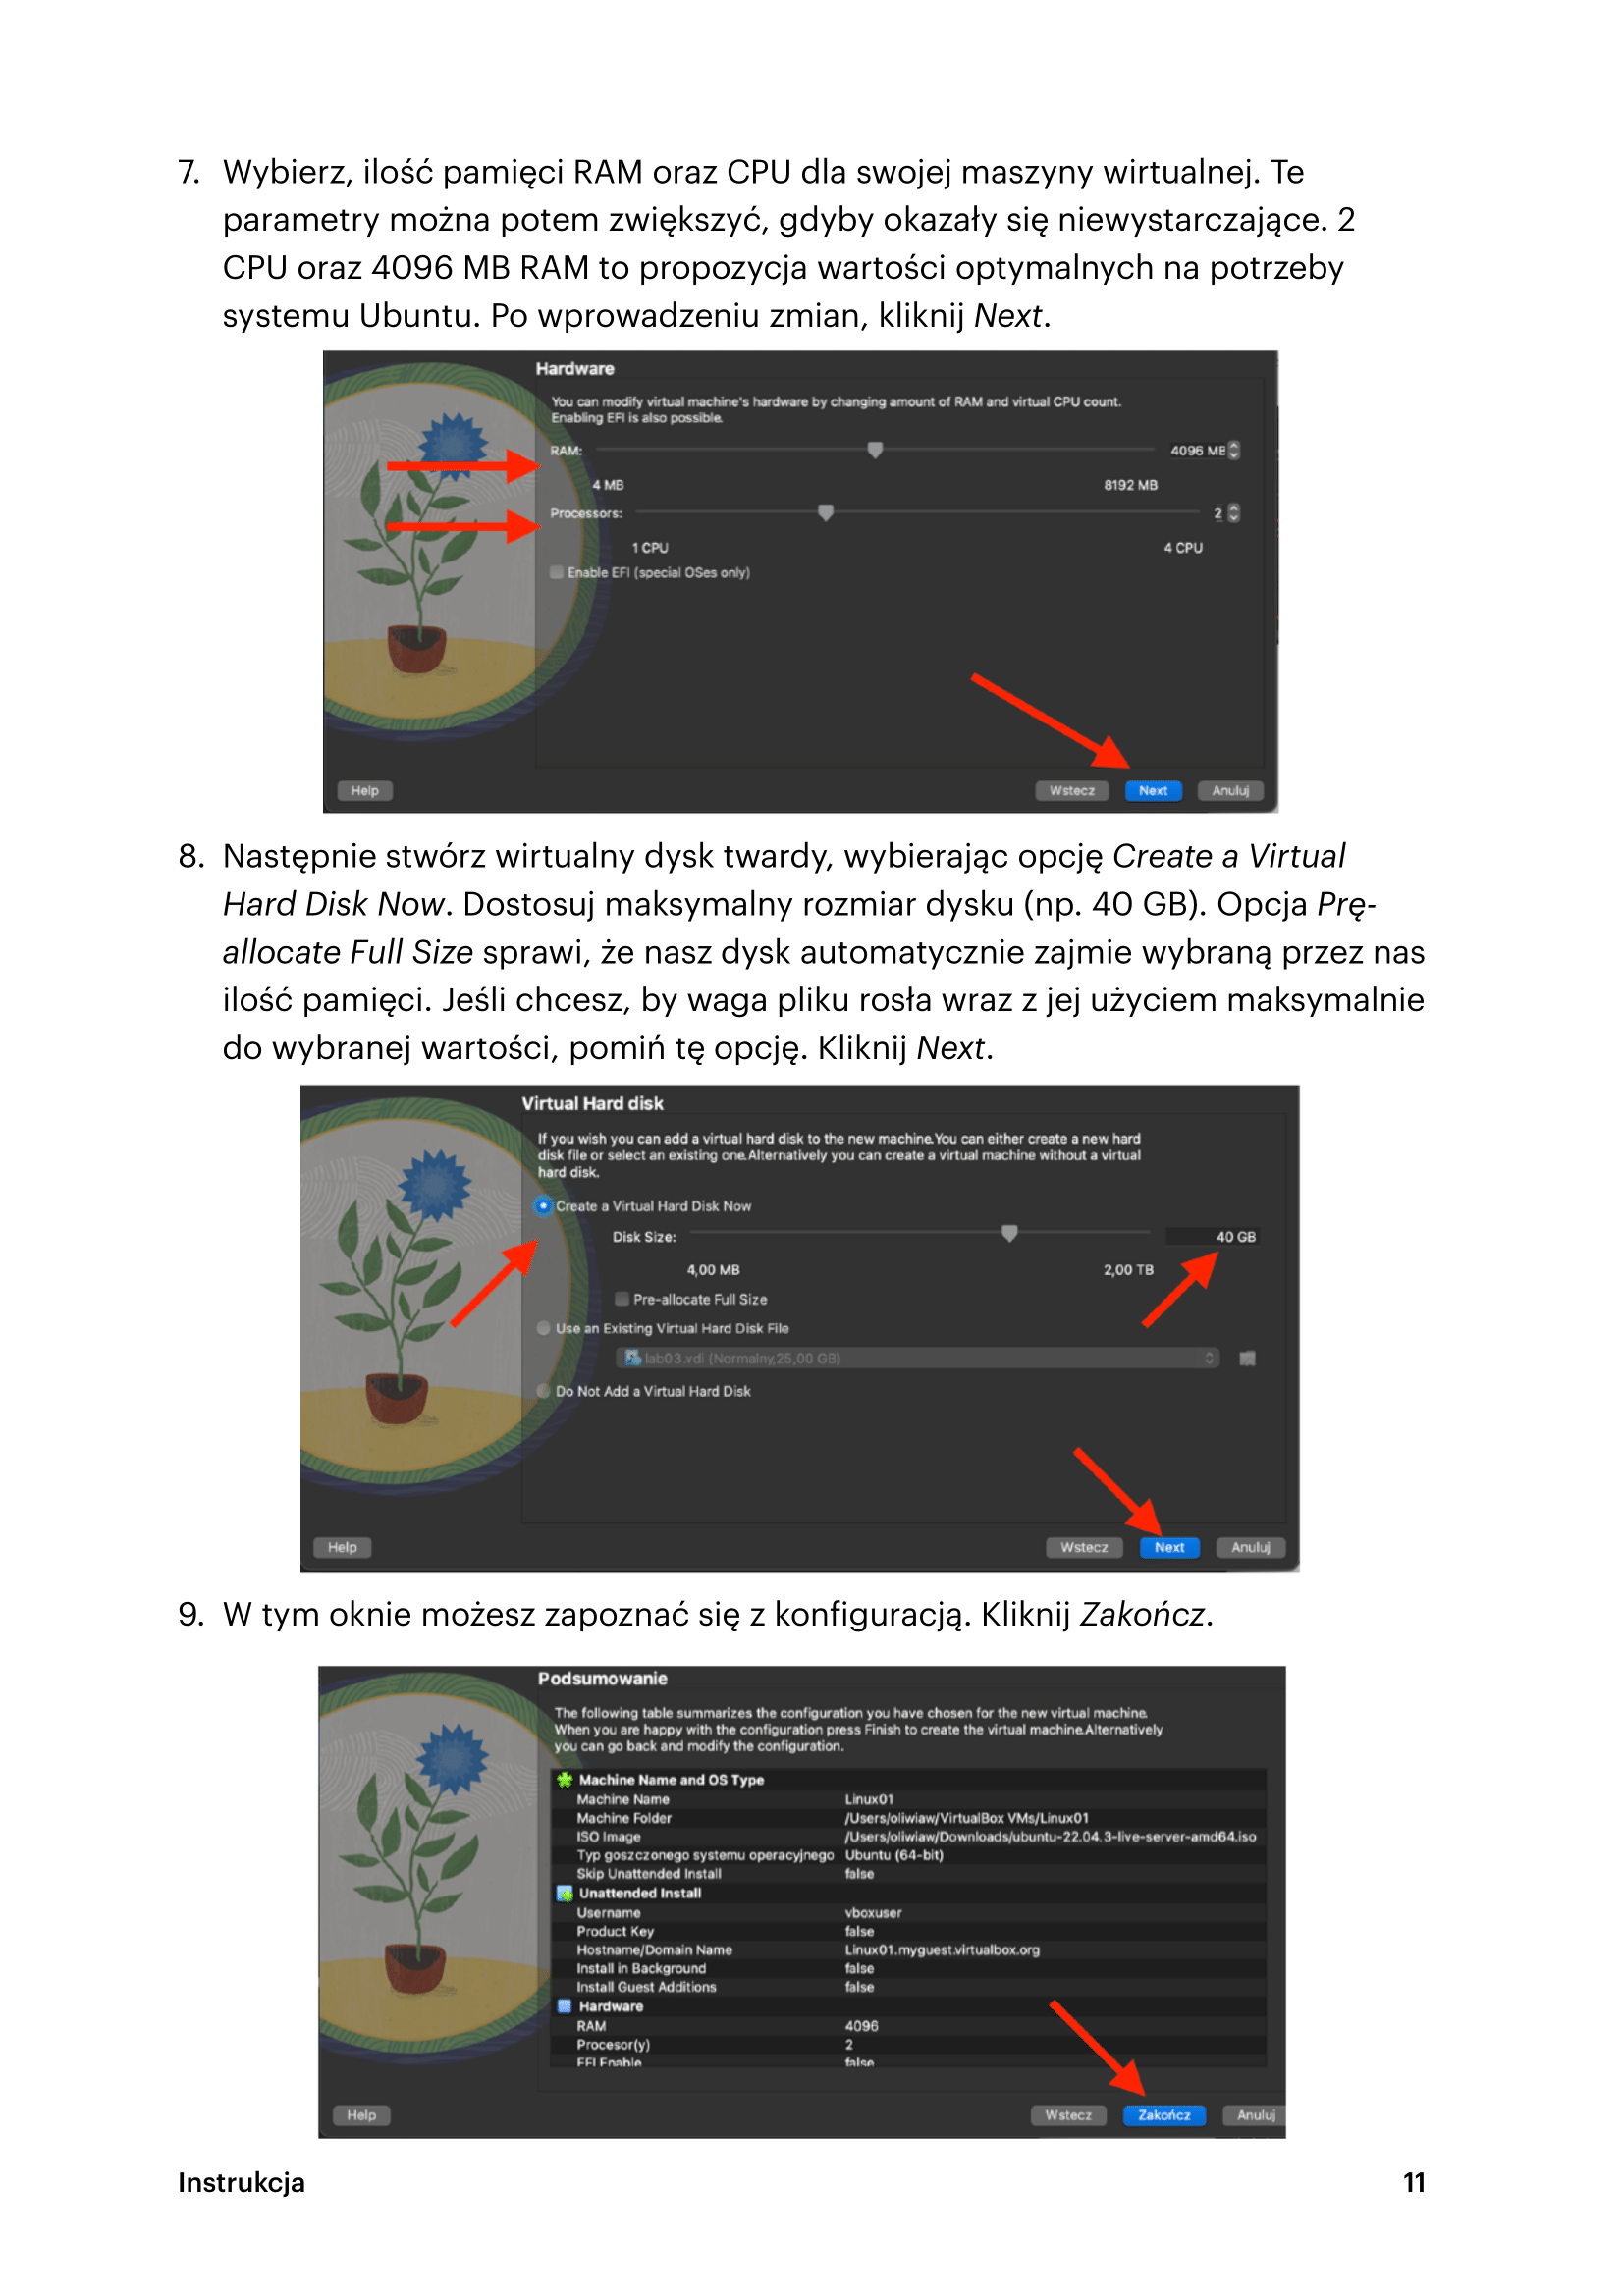 7. Wybierz, ilość pamięci RAM oraz CPU dla swojej maszyny wirtualnej. Te
parametry można potem zwiększyć, gdyby okazały się niewystarczające. 2
CPU oraz 4096 MB RAM to propozycja wartości optymalnych na potrzeby
systemu Ubuntu. Po wprowadzeniu zmian, kliknij Next.
Hardware
You can modify virtual machine's hardware by changing amount of RAM and virtual CPU count.
Enabling EFI is also possible.
RAM: 4096 MB
4 MB 8192 MB
Processors: 2
1 CPU 4 CPU
Enable EFI (special OSes only)
Help Wstecz Next Anuluj
8. Następnie stwórz wirtualny dysk twardy, wybierając opcję Create a Virtual
Hard Disk Now. Dostosuj maksymalny rozmiar dysku (np. 40 GB). Opcja Prę-
allocate Full Size sprawi, że nasz dysk automatycznie zajmie wybraną przez nas
ilość pamięci. Jeśli chcesz, by waga pliku rosła wraz z jej użyciem maksymalnie
do wybranej wartości, pomiń tę opcję. Kliknij Next.
Virtual Hard disk
If you wish you can add a virtual hard disk to the new machine.You can either create a new hard
disk file or select an existing one.Alternatively you can create a virtual machine without a virtual
hard disk.
Create a Virtual Hard Disk Now
Disk Size: 40 GB
4,00 MB 2,00 TB
Pre-allocate Full Size
Use an Existing Virtual Hard Disk File
lab03.vdi (Normalny,25,00 GB)
Do Not Add a Virtual Hard Disk
Help Wstecz Next Anuluj
9. W tym oknie możesz zapoznać się z konfiguracją. Kliknij Zakończ.
Podsumowanie
The following table summarizes the configuration you have chosen for the new virtual machine.
When you are happy with the configuration press Finish to create the virtual machine.Alternatively
you can go back and modify the configuration.
Machine Name and OS Type
Machine Name Linux01
Machine Folder /Users/oliwiaw/VirtualBox VMs/Linux01
ISO Image /Users/oliwiaw/Downloads/ubuntu-22.04.3-live-server-amd64.iso
Typ goszczonego systemu operacyjnego Ubuntu (64-bit)
Skip Unattended Install false
Unattended Install
Username vboxuser
Product Key false
Hostname/Domain Name Linux01.myguest.virtualbox.org
Install in Background false
Install Guest Additions false
Hardware
RAM 4096
Procesor(y) 2
EFI Enable false
Help Wstecz Zakończ Anuluj
Instrukcja 11